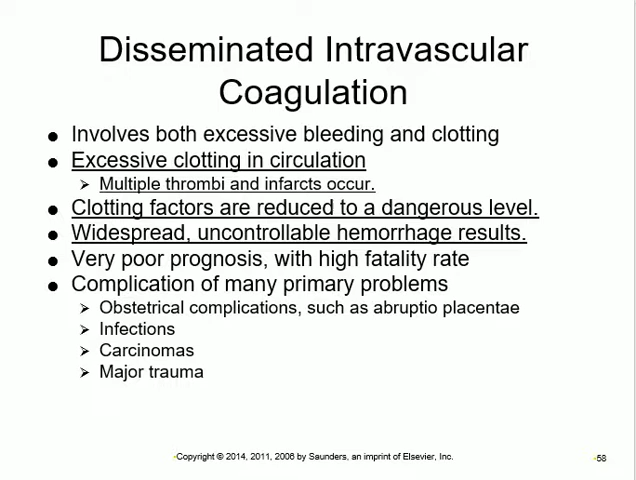 Disseminated Intravascular
Coagulation
● Involves both excessive bleeding and clotting
● Excessive clotting in circulation
➢ Multiple thrombi and infarcts occur.
● Clotting factors are reduced to a dangerous level.
● Widespread, uncontrollable hemorrhage results.
● Very poor prognosis, with high fatality rate
● Complication of many primary problems
➢ Obstetrical complications, such as abruptio placentae
➢ Infections
➢ Carcinomas
➢ Major trauma
•Copyright © 2014, 2011, 2006 by Saunders, an imprint of Elsevier, Inc.
•58